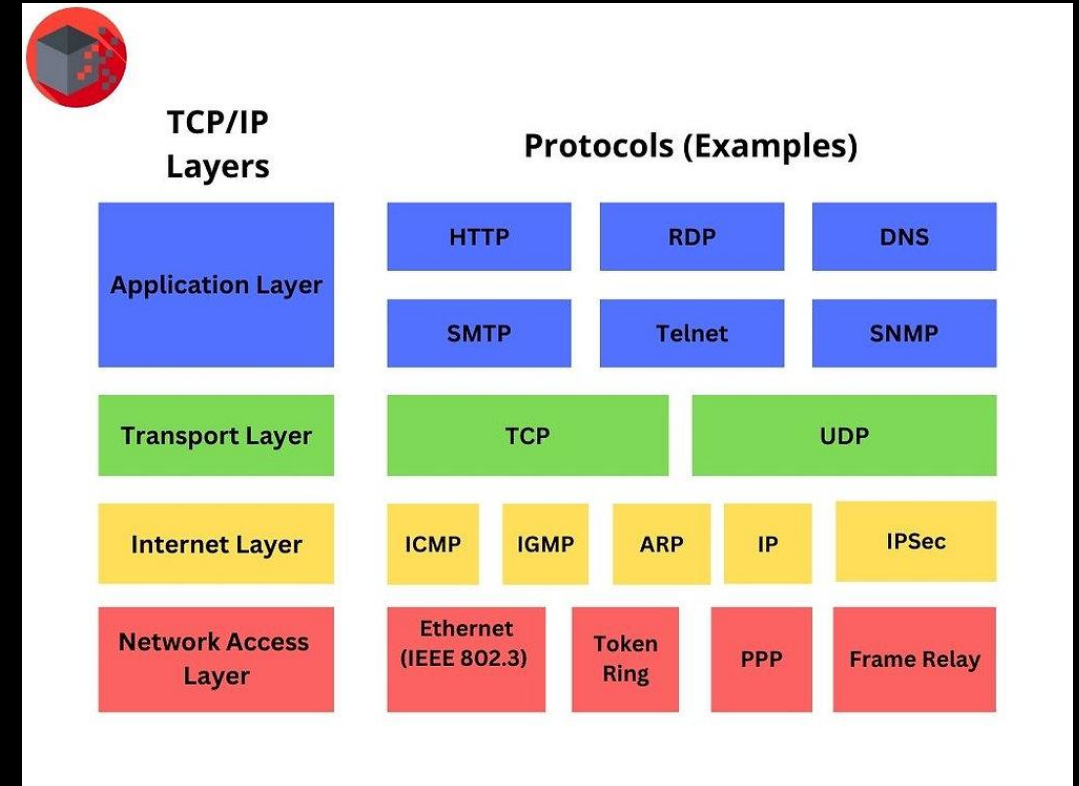 TCP/IP
Layers
Protocols (Examples)
Application Layer
HTTP
RDP
DNS
SMTP
Telnet
SNMP
Transport Layer
TCP
UDP
Internet Layer
ICMP
IGMP
ARP
IP
IPSec
Network Access
Layer
Ethernet
(IEEE 802.3)
Token
Ring
PPP
Frame Relay